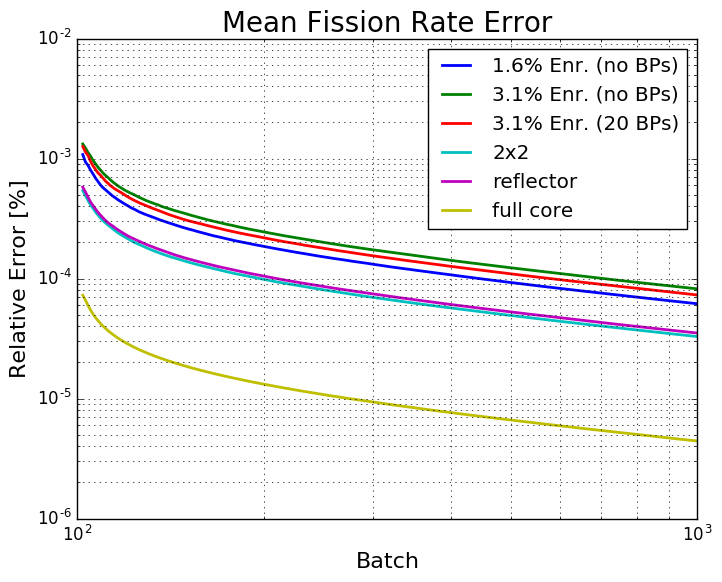 Mean Fission Rate Error
10⁻²
10⁻³
10⁻⁴
10⁻⁵
10⁻⁶
Relative Error [%]
1.6% Enr. (no BPs)
3.1% Enr. (no BPs)
3.1% Enr. (20 BPs)
2x2
reflector
full core
10²
10³
Batch